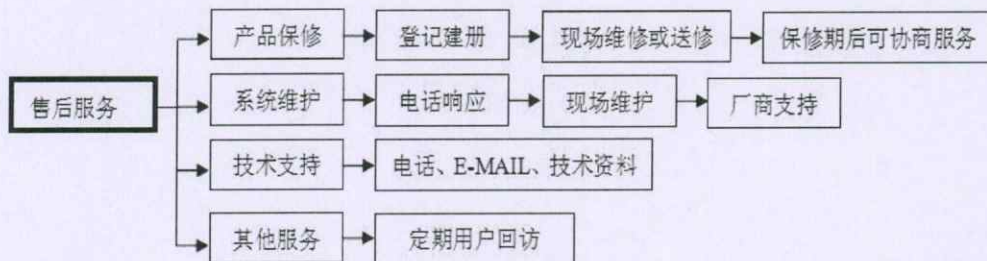 产品保修 登记建册 现场维修或送修 保修期后可协商服务
售后服务 系统维护 电话响应 现场维护 厂商支持
技术支持 电话、E-MAIL、技术资料
其他服务 定期用户回访